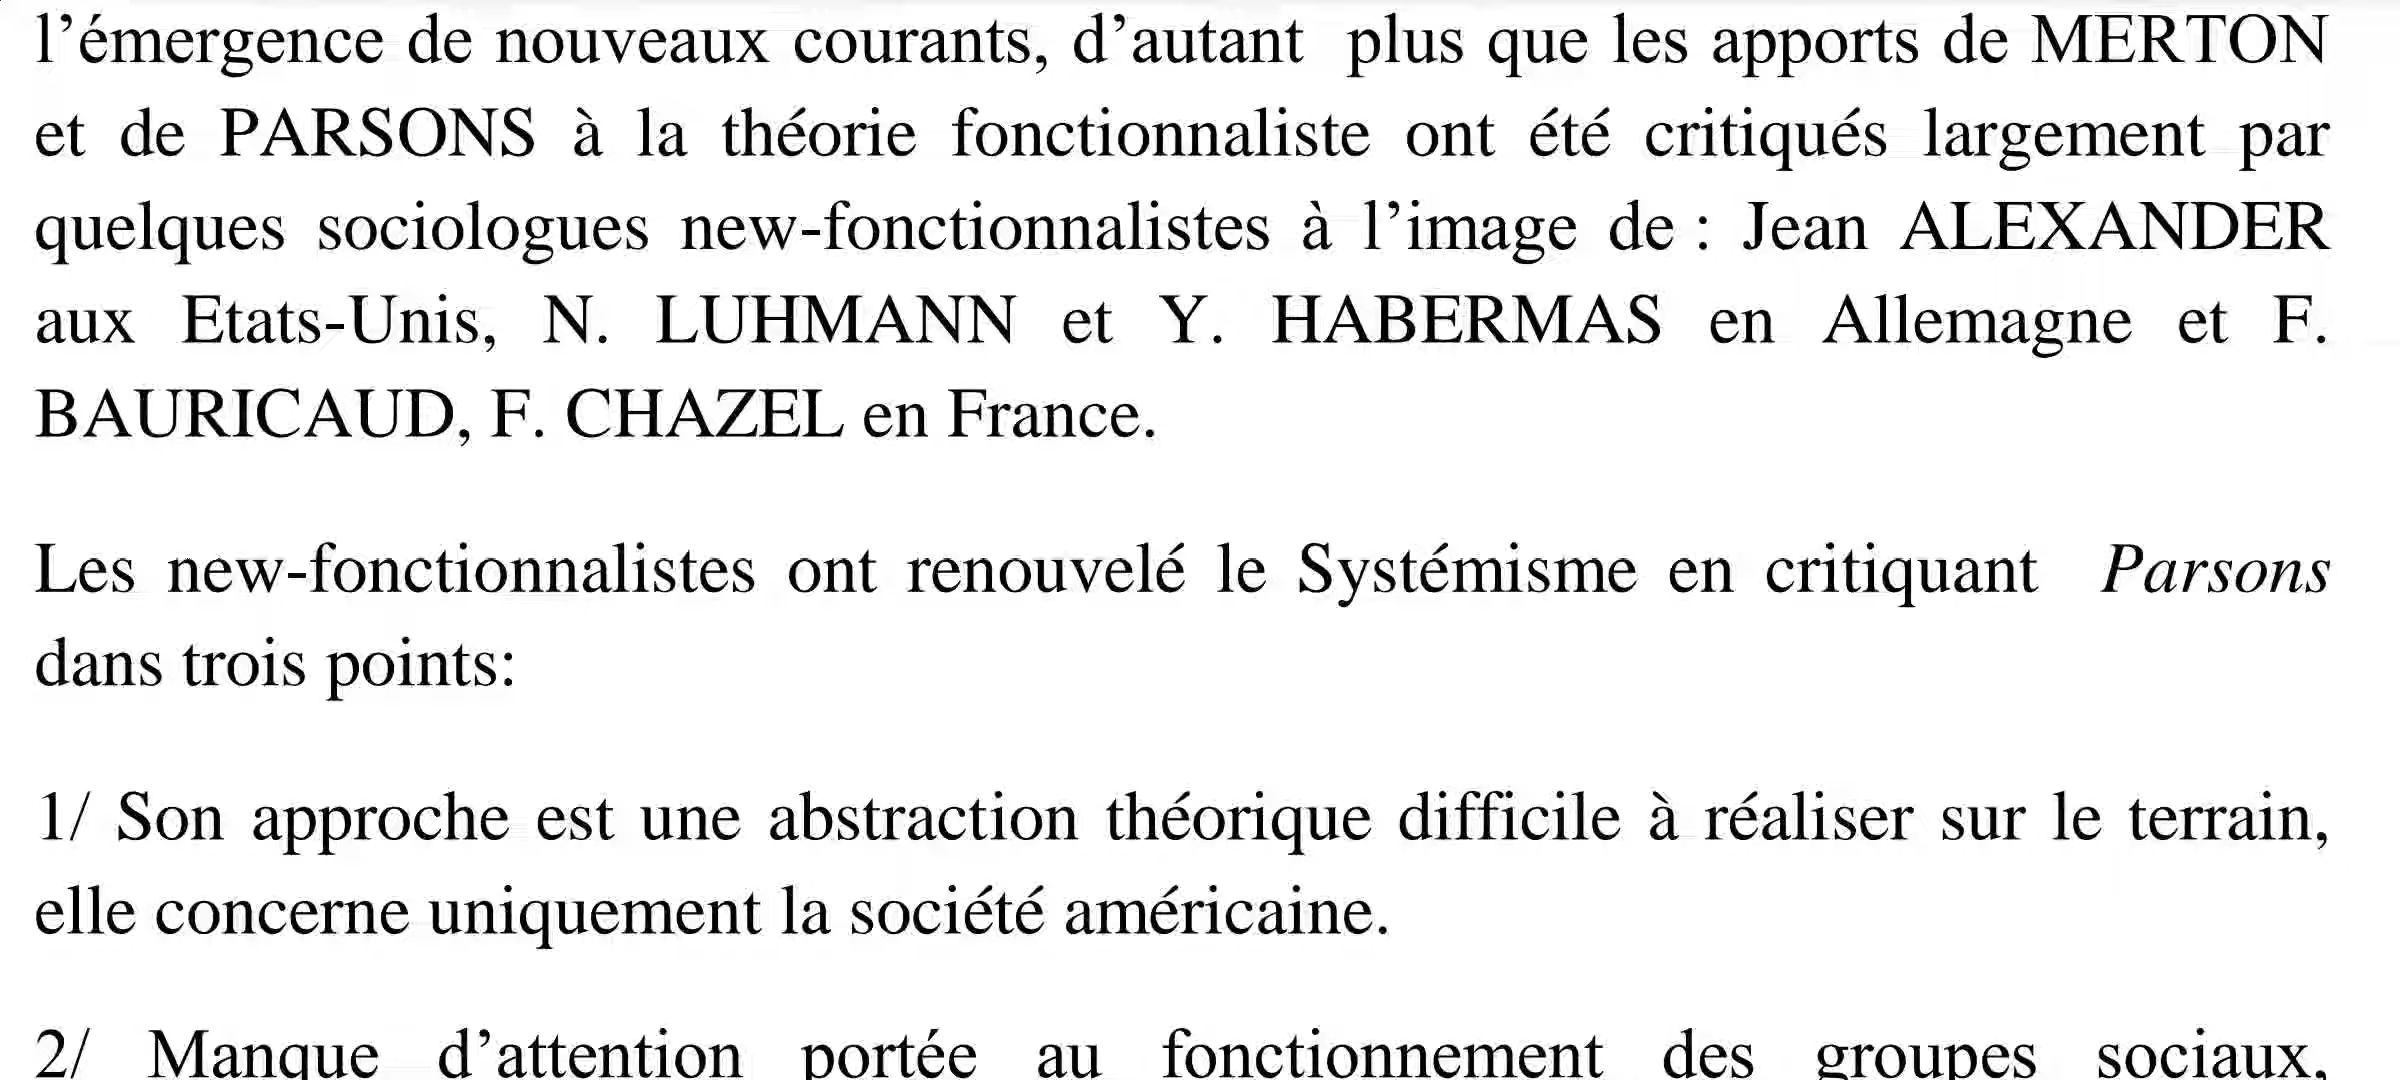 l’émergence de nouveaux courants, d’autant plus que les apports de MERTON
et de PARSONS à la théorie fonctionnaliste ont été critiqués largement par
quelques sociologues new-fonctionnalistes à l’image de : Jean ALEXANDER
aux Etats-Unis, N. LUHMANN et Y. HABERMAS en Allemagne et F.
BAURICAUD, F. CHAZEL en France.
Les new-fonctionnalistes ont renouvelé le Systémisme en critiquant Parsons
dans trois points:
1/ Son approche est une abstraction théorique difficile à réaliser sur le terrain,
elle concerne uniquement la société américaine.
2/ Manque d’attention portée au fonctionnement des groupes sociaux,